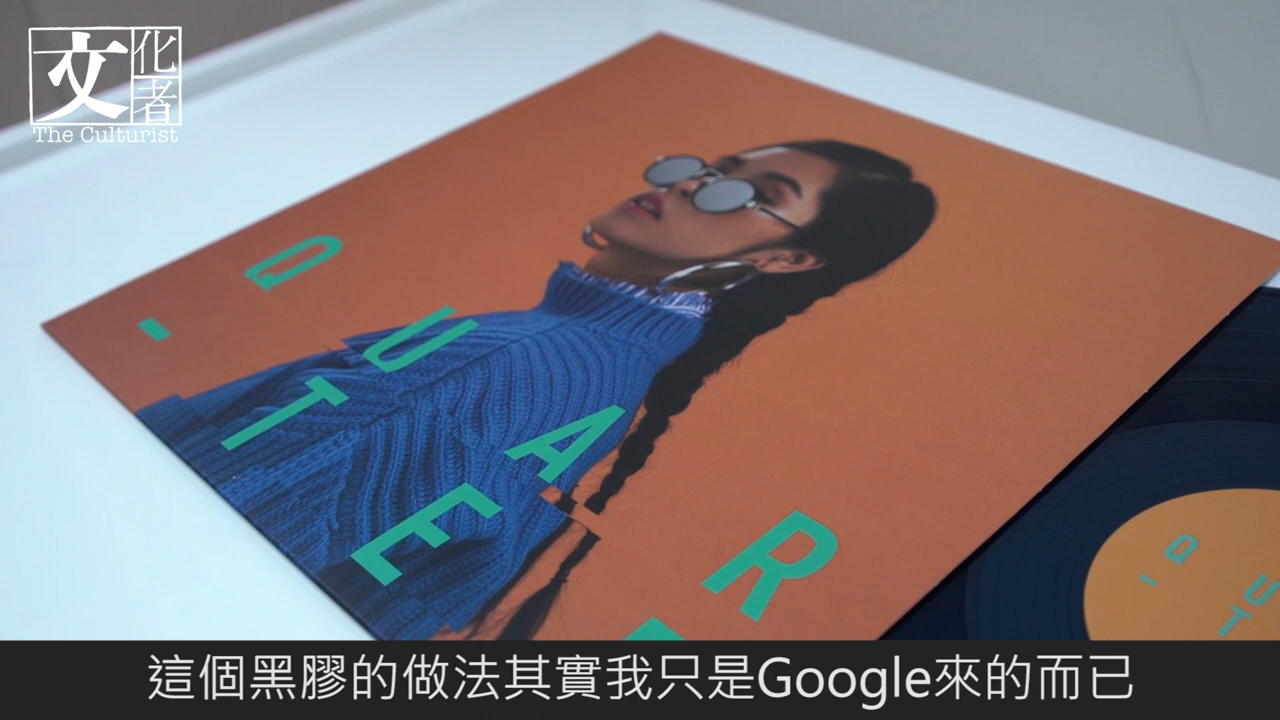 文化者
The Culturist
Q U A R
- T E
Q U
- T
這個黑膠的做法其實我只是Google來的而已